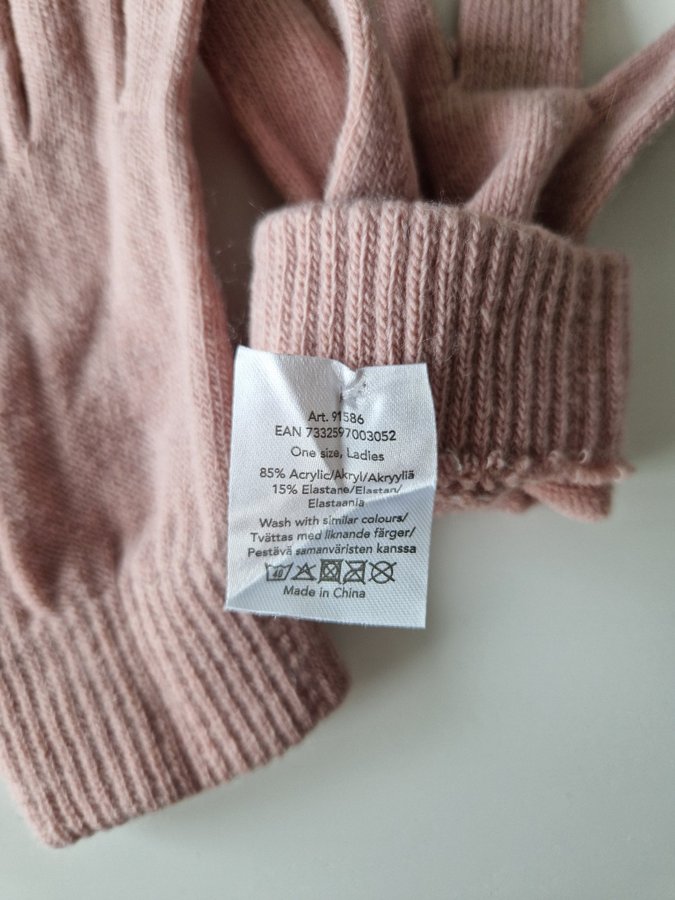 Art. 91586
EAN 7332597003052
One size, Ladies
85% Acrylic/Akryl/Akryyliä
15% Elastane/Elastan/
Elastaania
Wash with similar colours/
Tvättas med liknande färger/
Pestävä samanväristen kanssa
40
Made in China